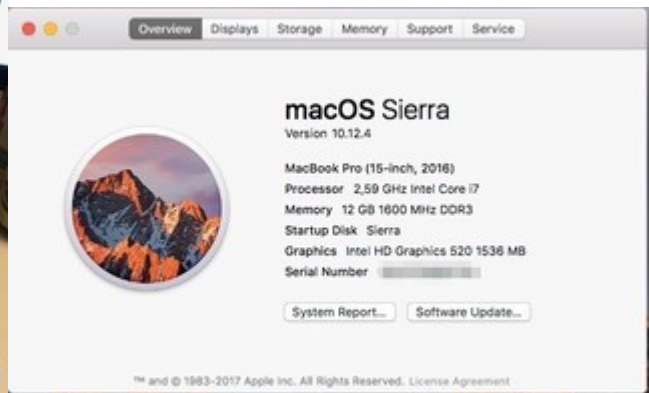 Overview Displays Storage Memory Support Service
macOS Sierra
Version 10.12.4
MacBook Pro (15-inch, 2016)
Processor 2,59 GHz Intel Core i7
Memory 12 GB 1600 MHz DDR3
Startup Disk Sierra
Graphics Intel HD Graphics 520 1536 MB
Serial Number
System Report... Software Update...
™ and © 1983-2017 Apple Inc. All Rights Reserved. License Agreement